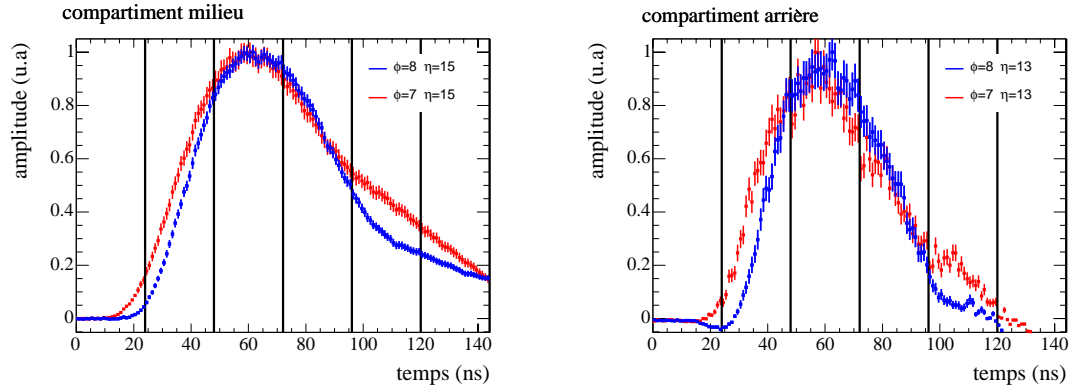 compartiment milieu
amplitude (u.a)
1
0.8
0.6
0.4
0.2
0
ϕ=8 η=15
ϕ=7 η=15
0 20 40 60 80 100 120 140
temps (ns)
compartiment arrière
amplitude (u.a)
1
0.8
0.6
0.4
0.2
0
ϕ=8 η=13
ϕ=7 η=13
0 20 40 60 80 100 120 140
temps (ns)